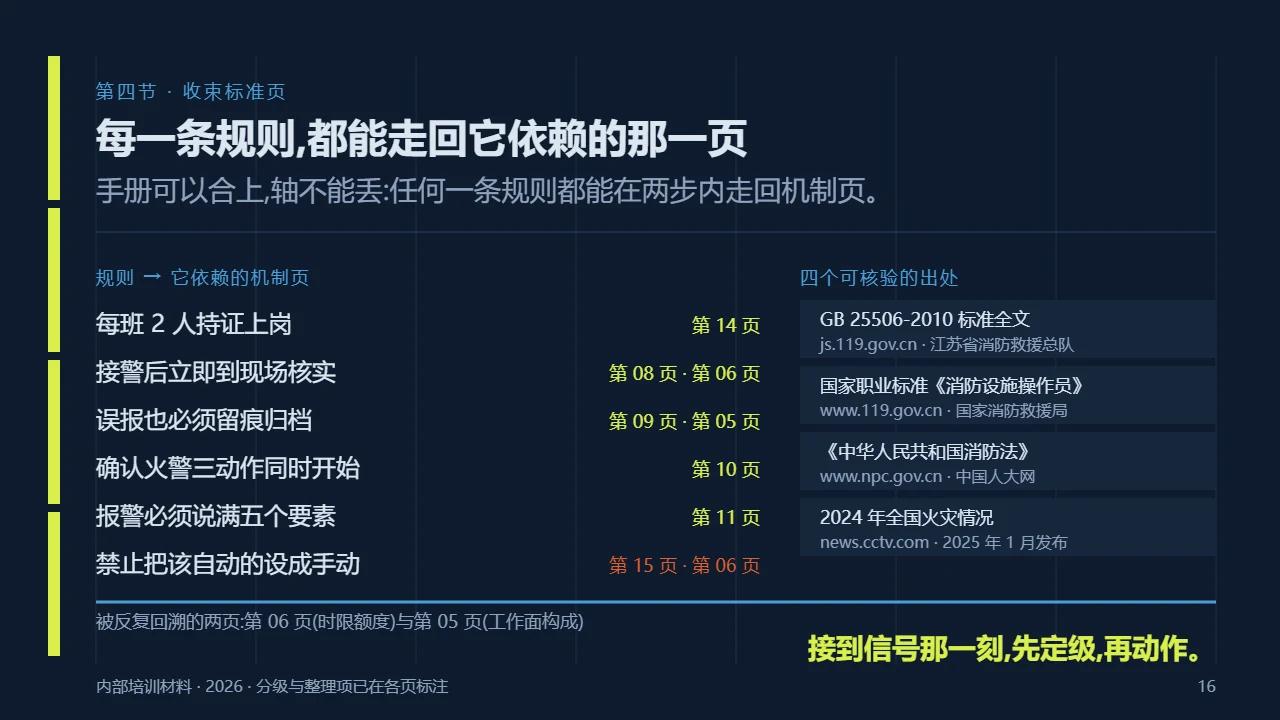 第四节 · 收束标准页
每一条规则,都能走回它依赖的那一页
手册可以合上,轴不能丢:任何一条规则都能在两步内走回机制页。
规则 → 它依赖的机制页
每班 2 人持证上岗 第 14 页
接警后立即到现场核实 第 08 页 · 第 06 页
误报也必须留痕归档 第 09 页 · 第 05 页
确认火警三动作同时开始 第 10 页
报警必须说满五个要素 第 11 页
禁止把该自动的设成手动 第 15 页 · 第 06 页
四个可核验的出处
GB 25506-2010 标准全文
js.119.gov.cn · 江苏省消防救援总队
国家职业标准《消防设施操作员》
www.119.gov.cn · 国家消防救援局
《中华人民共和国消防法》
www.npc.gov.cn · 中国人大网
2024 年全国火灾情况
news.cctv.com · 2025 年 1 月发布
被反复回溯的两页:第 06 页(时限额度)与第 05 页(工作面构成)
接到信号那一刻,先定级,再动作。
内部培训材料 · 2026 · 分级与整理项已在各页标注
16